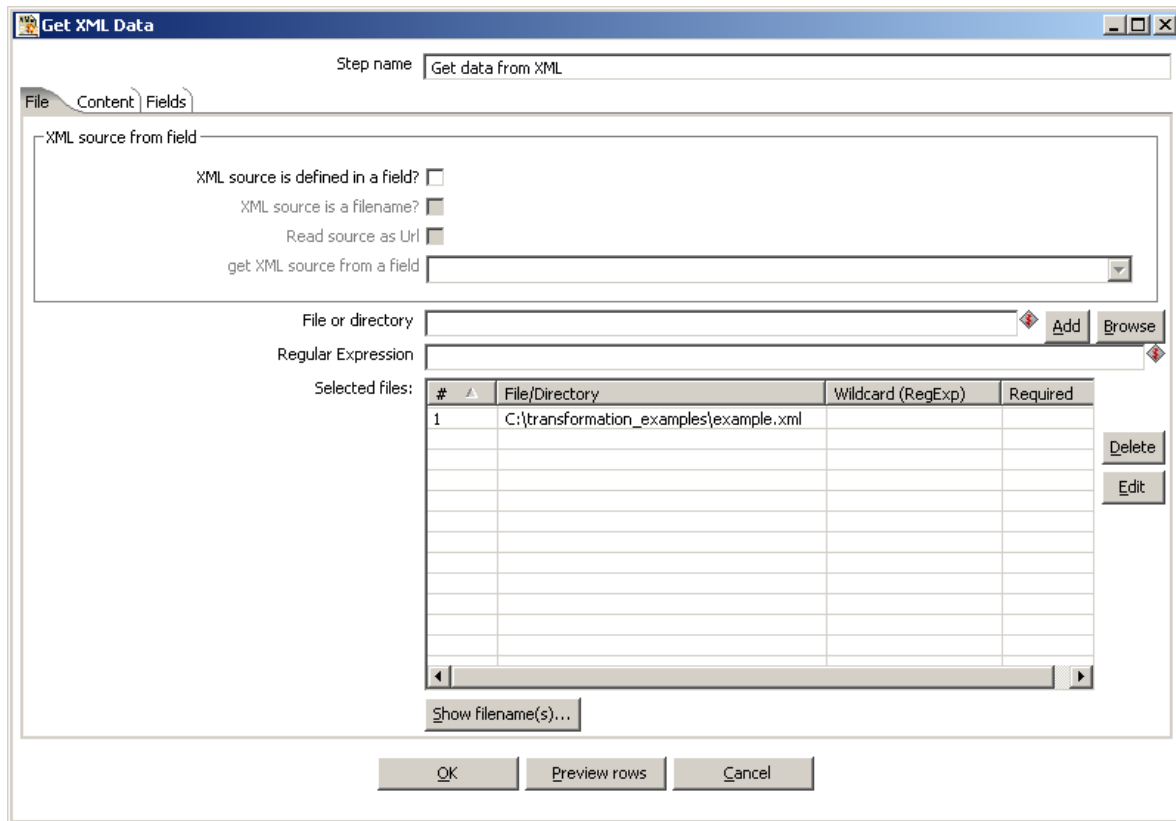 Get XML Data
Step name Get data from XML
File Content Fields
XML source from field
XML source is defined in a field?
XML source is a filename?
Read source as Url
get XML source from a field
File or directory Add Browse
Regular Expression
Selected files: # File/Directory Wildcard (RegExp) Required
1 C:\transformation_examples\example.xml
Delete
Edit
Show filename(s)...
OK Preview rows Cancel